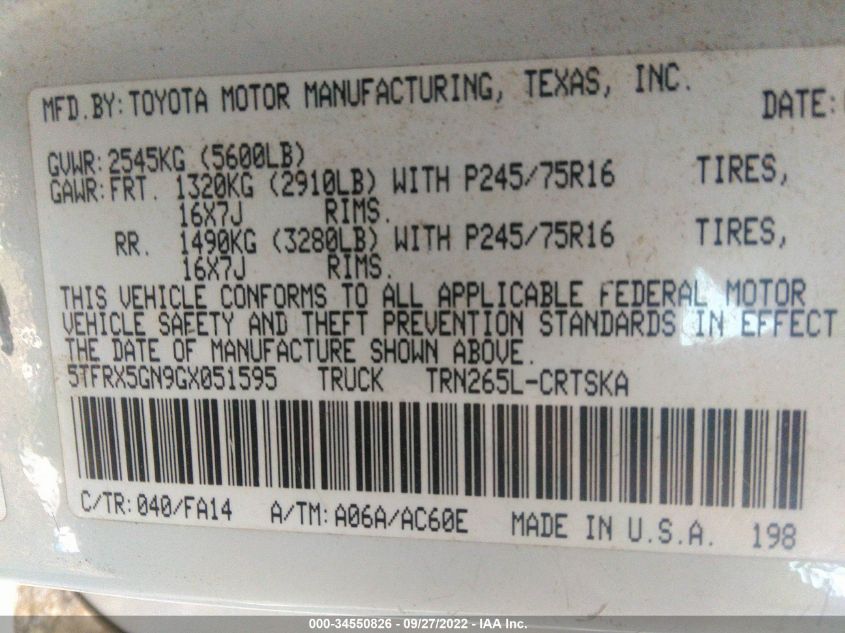 MFD.BY: TOYOTA MOTOR MANUFACTURING, TEXAS, INC. DATE:
GVWR: 2545KG (5600LB)
GAWR: FRT. 1320KG (2910LB) WITH P245/75R16 TIRES,
16X7J RIMS.
RR. 1490KG (3280LB) WITH P245/75R16 TIRES,
16X7J RIMS.
THIS VEHICLE CONFORMS TO ALL APPLICABLE FEDERAL MOTOR
VEHICLE SAFETY AND THEFT PREVENTION STANDARDS IN EFFECT
THE DATE OF MANUFACTURE SHOWN ABOVE.
5TFRX5GN9GX051595 TRUCK TRN265L-CRTSKA
C/TR: 040/FA14 A/TM: A06A/AC60E MADE IN U.S.A. 198
000-34550826 - 09/27/2022 - IAA Inc.